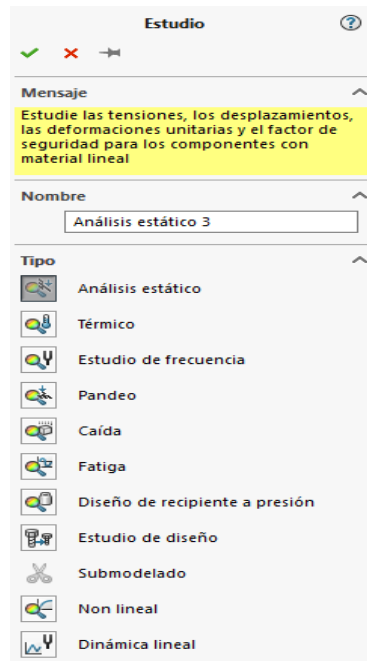 Estudio
Mensaje
Estudie las tensiones, los desplazamientos,
las deformaciones unitarias y el factor de
seguridad para los componentes con
material lineal
Nombre
Análisis estático 3
Tipo
Análisis estático
Térmico
Estudio de frecuencia
Pandeo
Caída
Fatiga
Diseño de recipiente a presión
Estudio de diseño
Submodelado
Non lineal
Dinámica lineal